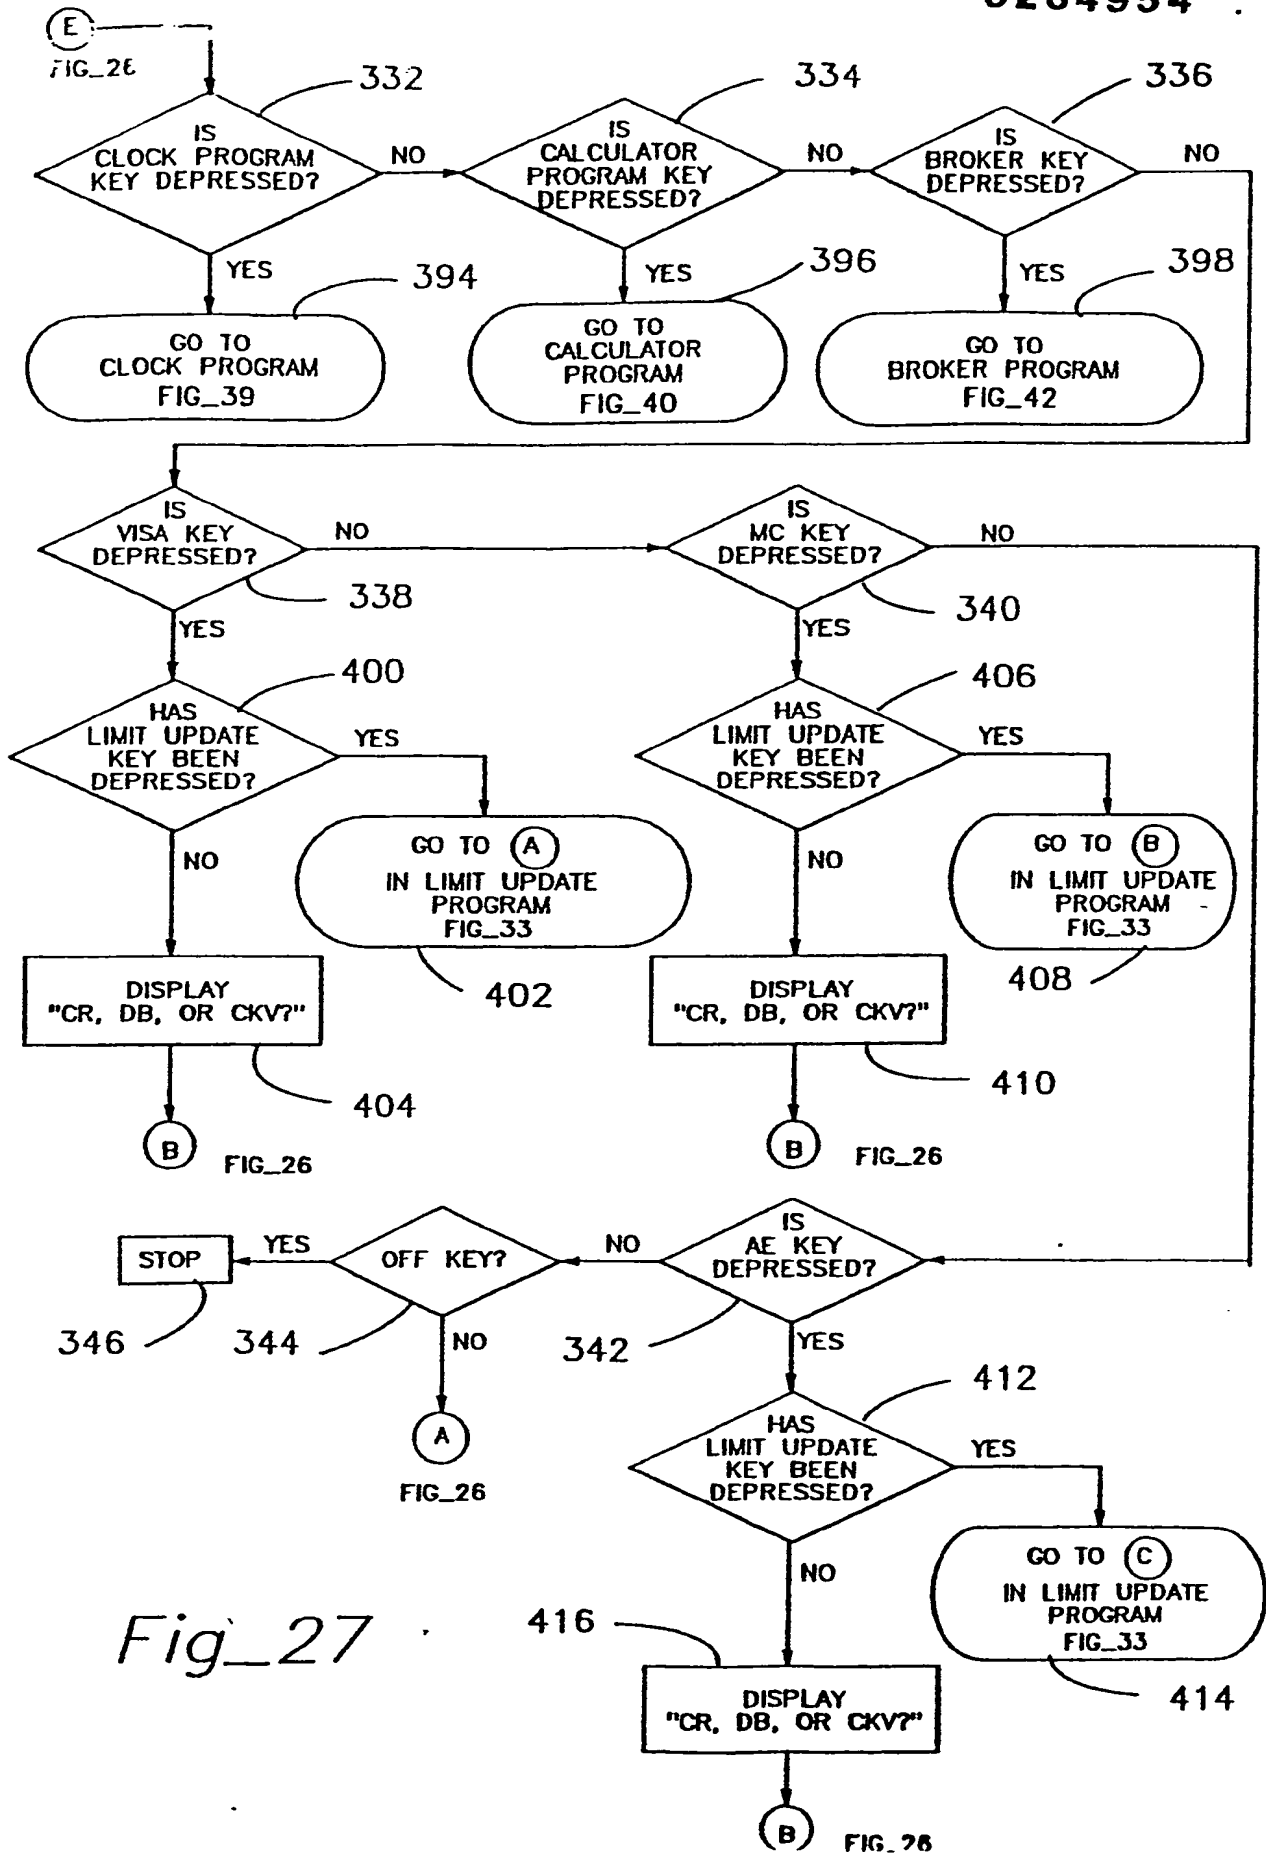 E
FIG_26
332
334
336
IS
CLOCK PROGRAM
KEY DEPRESSED?
NO
IS
CALCULATOR
PROGRAM KEY
DEPRESSED?
NO
IS
BROKER KEY
DEPRESSED?
NO
YES
394
YES
396
YES
398
GO TO
CLOCK PROGRAM
FIG_39
GO TO
CALCULATOR
PROGRAM
FIG_40
GO TO
BROKER PROGRAM
FIG_42
IS
VISA KEY
DEPRESSED?
NO
338
IS
MC KEY
DEPRESSED?
NO
340
YES
400
YES
406
HAS
LIMIT UPDATE
KEY BEEN
DEPRESSED?
YES
HAS
LIMIT UPDATE
KEY BEEN
DEPRESSED?
YES
NO
GO TO A
IN LIMIT UPDATE
PROGRAM
FIG_33
402
NO
GO TO B
IN LIMIT UPDATE
PROGRAM
FIG_33
408
DISPLAY
"CR, DB, OR CKV?"
404
DISPLAY
"CR, DB, OR CKV?"
410
B
FIG_26
B
FIG_26
STOP
346
YES
OFF KEY?
344
NO
IS
AE KEY
DEPRESSED?
342
NO
YES
412
A
FIG_26
HAS
LIMIT UPDATE
KEY BEEN
DEPRESSED?
YES
NO
GO TO C
IN LIMIT UPDATE
PROGRAM
FIG_33
414
Fig_27
416
DISPLAY
"CR, DB, OR CKV?"
B
FIG_26